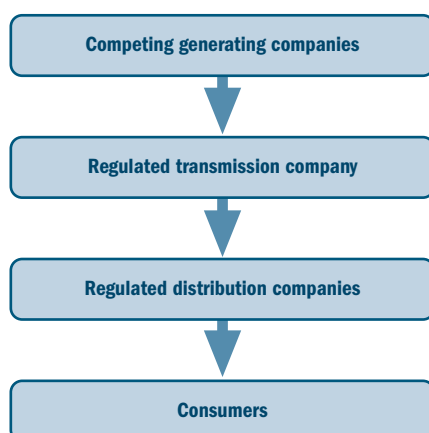 Competing generating companies
Regulated transmission company
Regulated distribution companies
Consumers